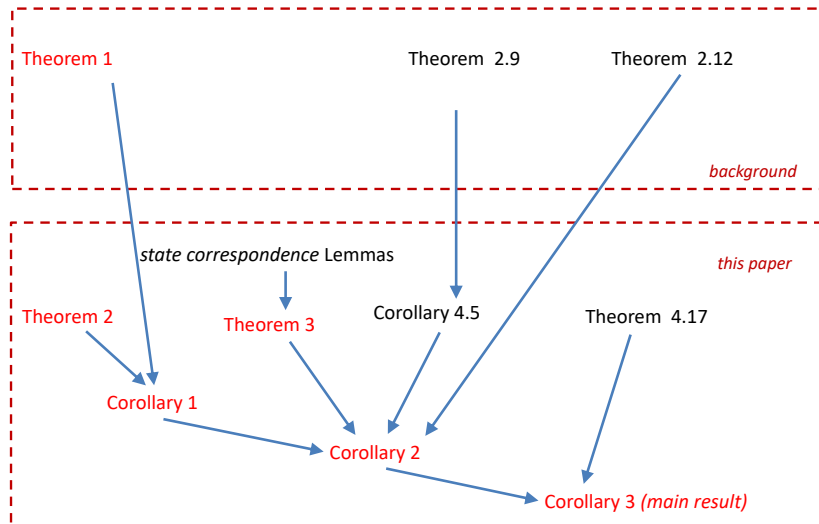 Theorem 1
Theorem 2.9
Theorem 2.12
background
state correspondence Lemmas
this paper
Theorem 2
Theorem 3
Corollary 4.5
Theorem 4.17
Corollary 1
Corollary 2
Corollary 3 (main result)